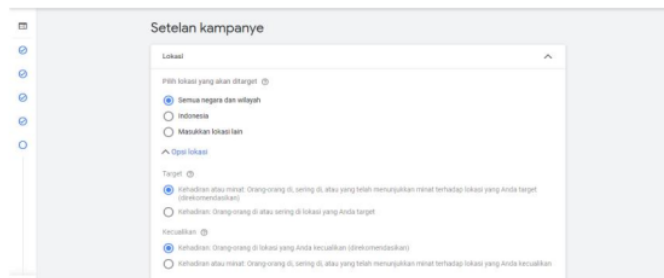 Setelan kampanye
Lokasi
Pilih lokasi yang akan ditarget
Semua negara dan wilayah
Indonesia
Masukkan lokasi lain
Opsi lokasi
Target
Kehadiran atau minat: Orang-orang di, sering di, atau yang telah menunjukkan minat terhadap lokasi yang Anda target
(direkomendasikan)
Kehadiran: Orang-orang di atau sering di lokasi yang Anda target
Kecualikan
Kehadiran: Orang-orang di lokasi yang Anda kecualikan (direkomendasikan)
Kehadiran atau minat: Orang-orang di, sering di, atau yang telah menunjukkan minat terhadap lokasi yang Anda kecualikan